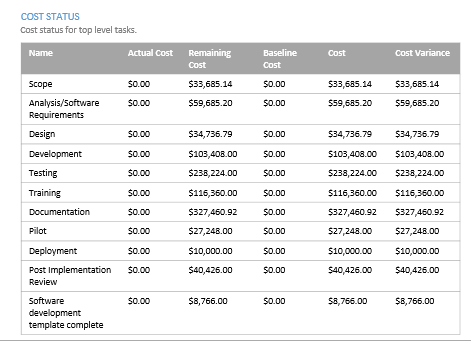 COST STATUS
Cost status for top level tasks.
Name Actual Cost Remaining Cost Baseline Cost Cost Cost Variance
Scope $0.00 $33,685.14 $0.00 $33,685.14 $33,685.14
Analysis/Software Requirements $0.00 $59,685.20 $0.00 $59,685.20 $59,685.20
Design $0.00 $34,736.79 $0.00 $34,736.79 $34,736.79
Development $0.00 $103,408.00 $0.00 $103,408.00 $103,408.00
Testing $0.00 $238,224.00 $0.00 $238,224.00 $238,224.00
Training $0.00 $116,360.00 $0.00 $116,360.00 $116,360.00
Documentation $0.00 $327,460.92 $0.00 $327,460.92 $327,460.92
Pilot $0.00 $27,248.00 $0.00 $27,248.00 $27,248.00
Deployment $0.00 $10,000.00 $0.00 $10,000.00 $10,000.00
Post Implementation Review $0.00 $40,426.00 $0.00 $40,426.00 $40,426.00
Software development template complete $0.00 $8,766.00 $0.00 $8,766.00 $8,766.00